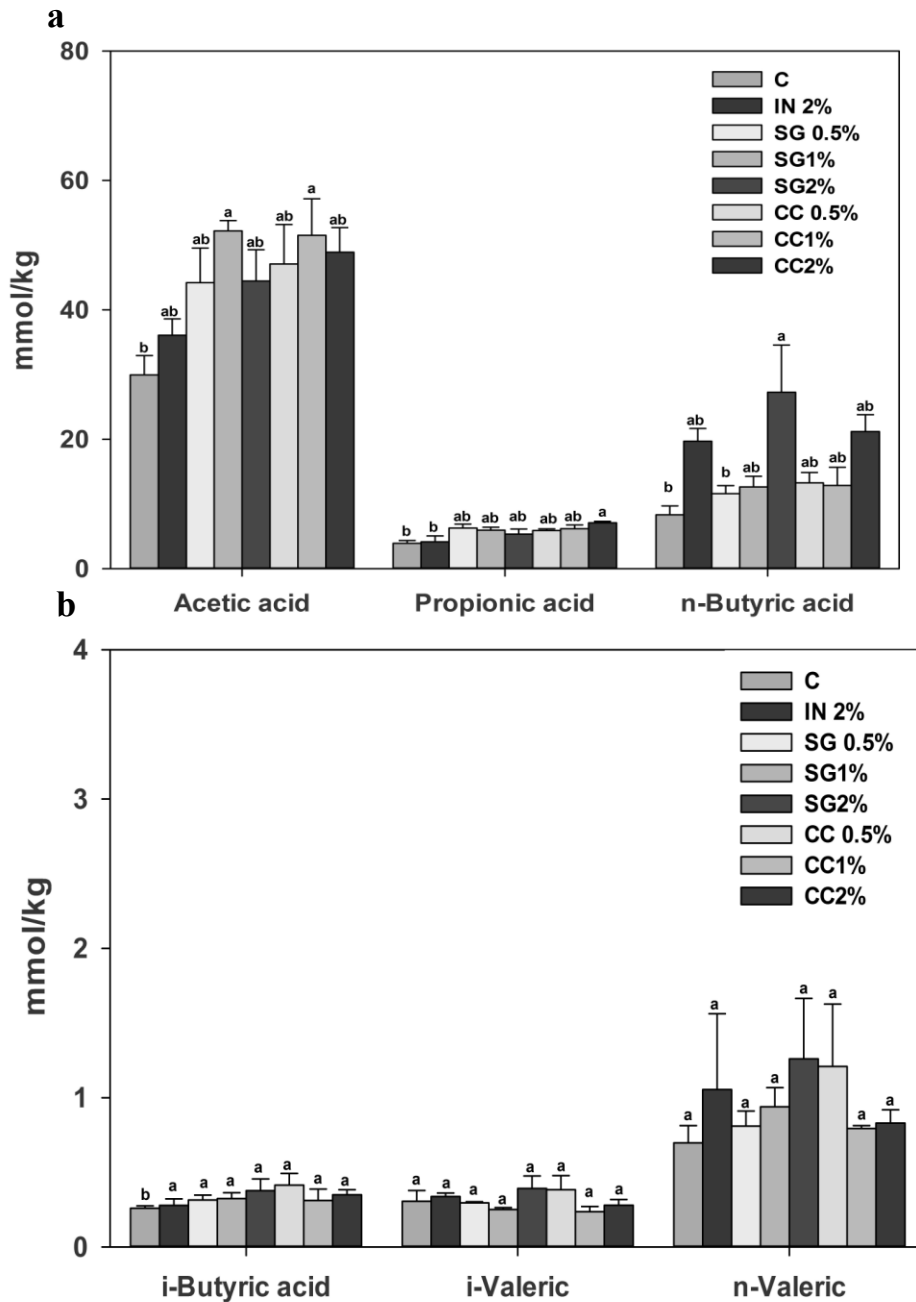 a
80
60
40
20
0
mmol/kg
C
IN 2%
SG 0.5%
SG1%
SG2%
CC 0.5%
CC1%
CC2%
b ab ab a ab ab a ab
b b ab ab ab ab ab a
b ab b ab a ab ab ab
Acetic acid Propionic acid n-Butyric acid
b
4
3
2
1
0
mmol/kg
C
IN 2%
SG 0.5%
SG1%
SG2%
CC 0.5%
CC1%
CC2%
b a a a a a a a
a a a a a a a a
a a a a a a a a
i-Butyric acid i-Valeric n-Valeric